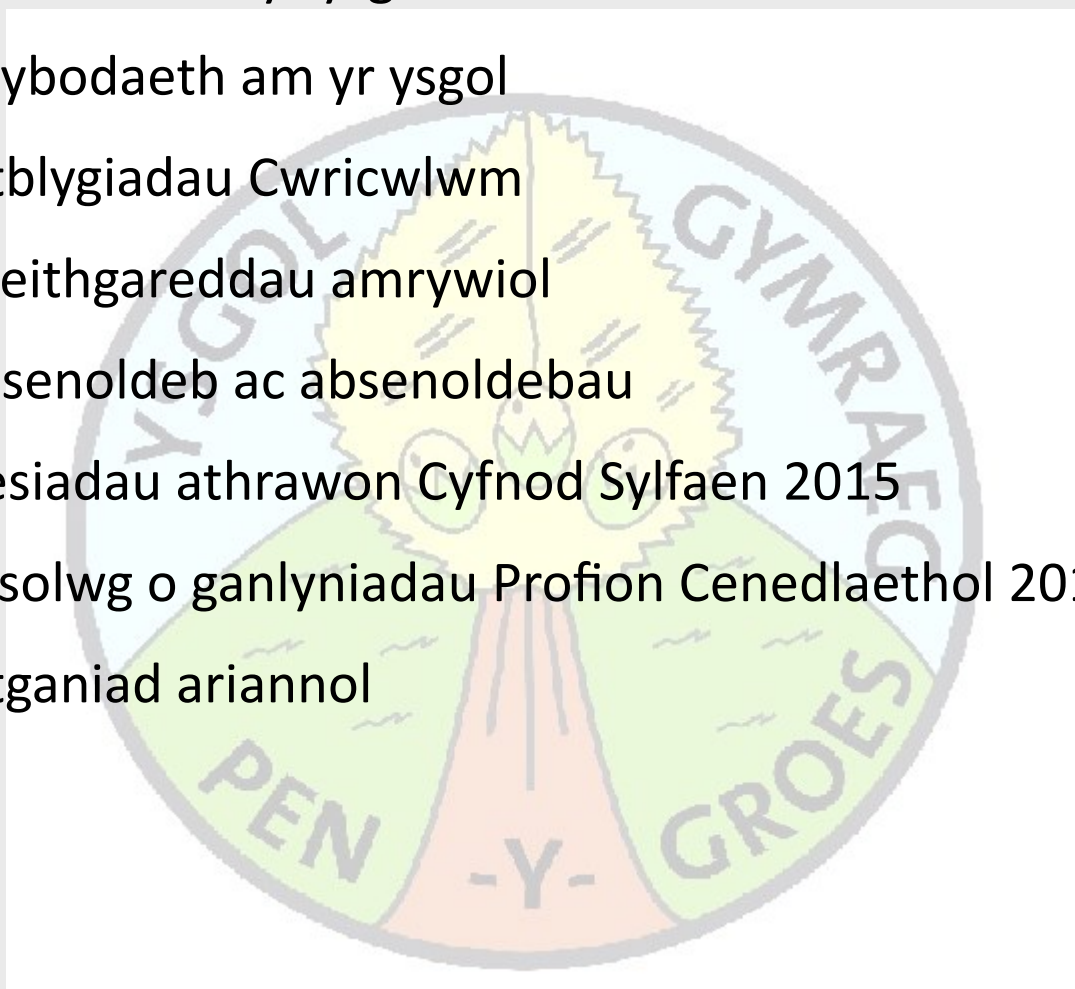 ybodaeth am yr ysgol
tblygiadau Cwricwlwm
eithgareddau amrywiol
senoldeb ac absenoldebau
esiadau athrawon Cyfnod Sylfaen 2015
solwg o ganlyniadau Profion Cenedlaethol 201
tganiad ariannol
YSGOL GYMRAEG
PEN -Y- GROES